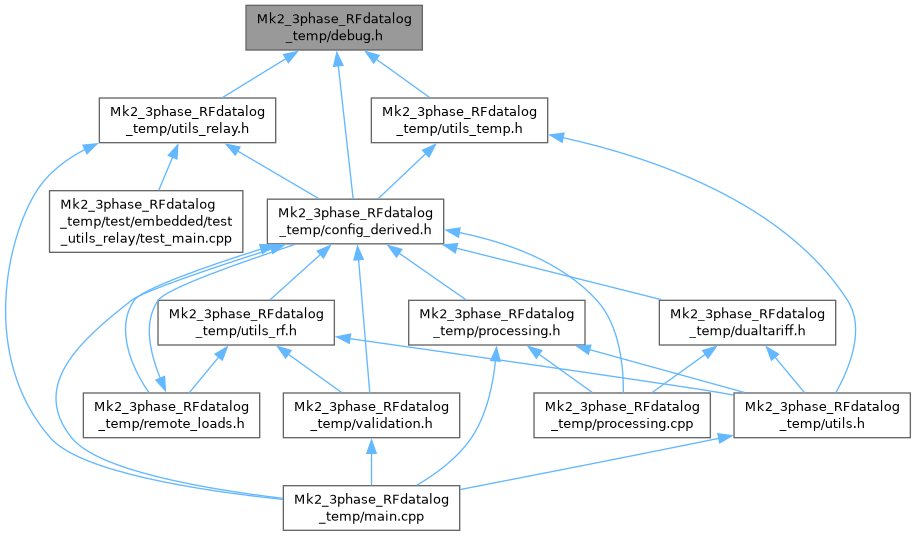 Mk2_3phase_RFdatalog
_temp/debug.h
Mk2_3phase_RFdatalog
_temp/utils_relay.h
Mk2_3phase_RFdatalog
_temp/utils_temp.h
Mk2_3phase_RFdatalog
_temp/test/embedded/test
_utils_relay/test_main.cpp
Mk2_3phase_RFdatalog
_temp/config_derived.h
Mk2_3phase_RFdatalog
_temp/utils_rf.h
Mk2_3phase_RFdatalog
_temp/processing.h
Mk2_3phase_RFdatalog
_temp/dualtariff.h
Mk2_3phase_RFdatalog
_temp/remote_loads.h
Mk2_3phase_RFdatalog
_temp/validation.h
Mk2_3phase_RFdatalog
_temp/processing.cpp
Mk2_3phase_RFdatalog
_temp/utils.h
Mk2_3phase_RFdatalog
_temp/main.cpp